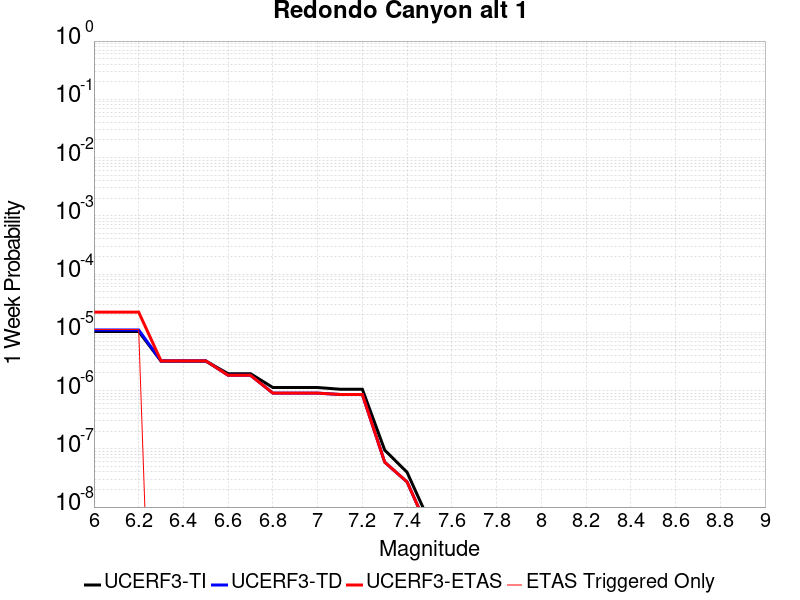 Redondo Canyon alt 1
1 Week Probability
10^0
10^-1
10^-2
10^-3
10^-4
10^-5
10^-6
10^-7
10^-8
6 6.2 6.4 6.6 6.8 7 7.2 7.4 7.6 7.8 8 8.2 8.4 8.6 8.8 9
Magnitude
UCERF3-TI UCERF3-TD UCERF3-ETAS ETAS Triggered Only